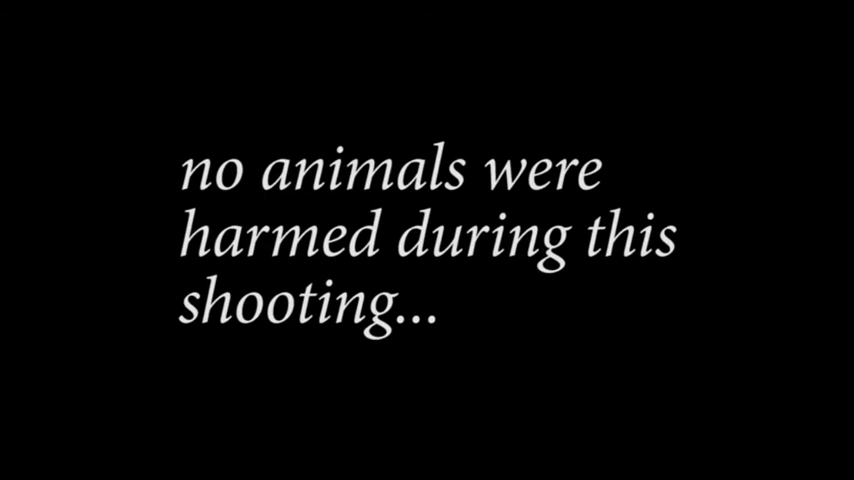 no animals were
harmed during this
shooting...